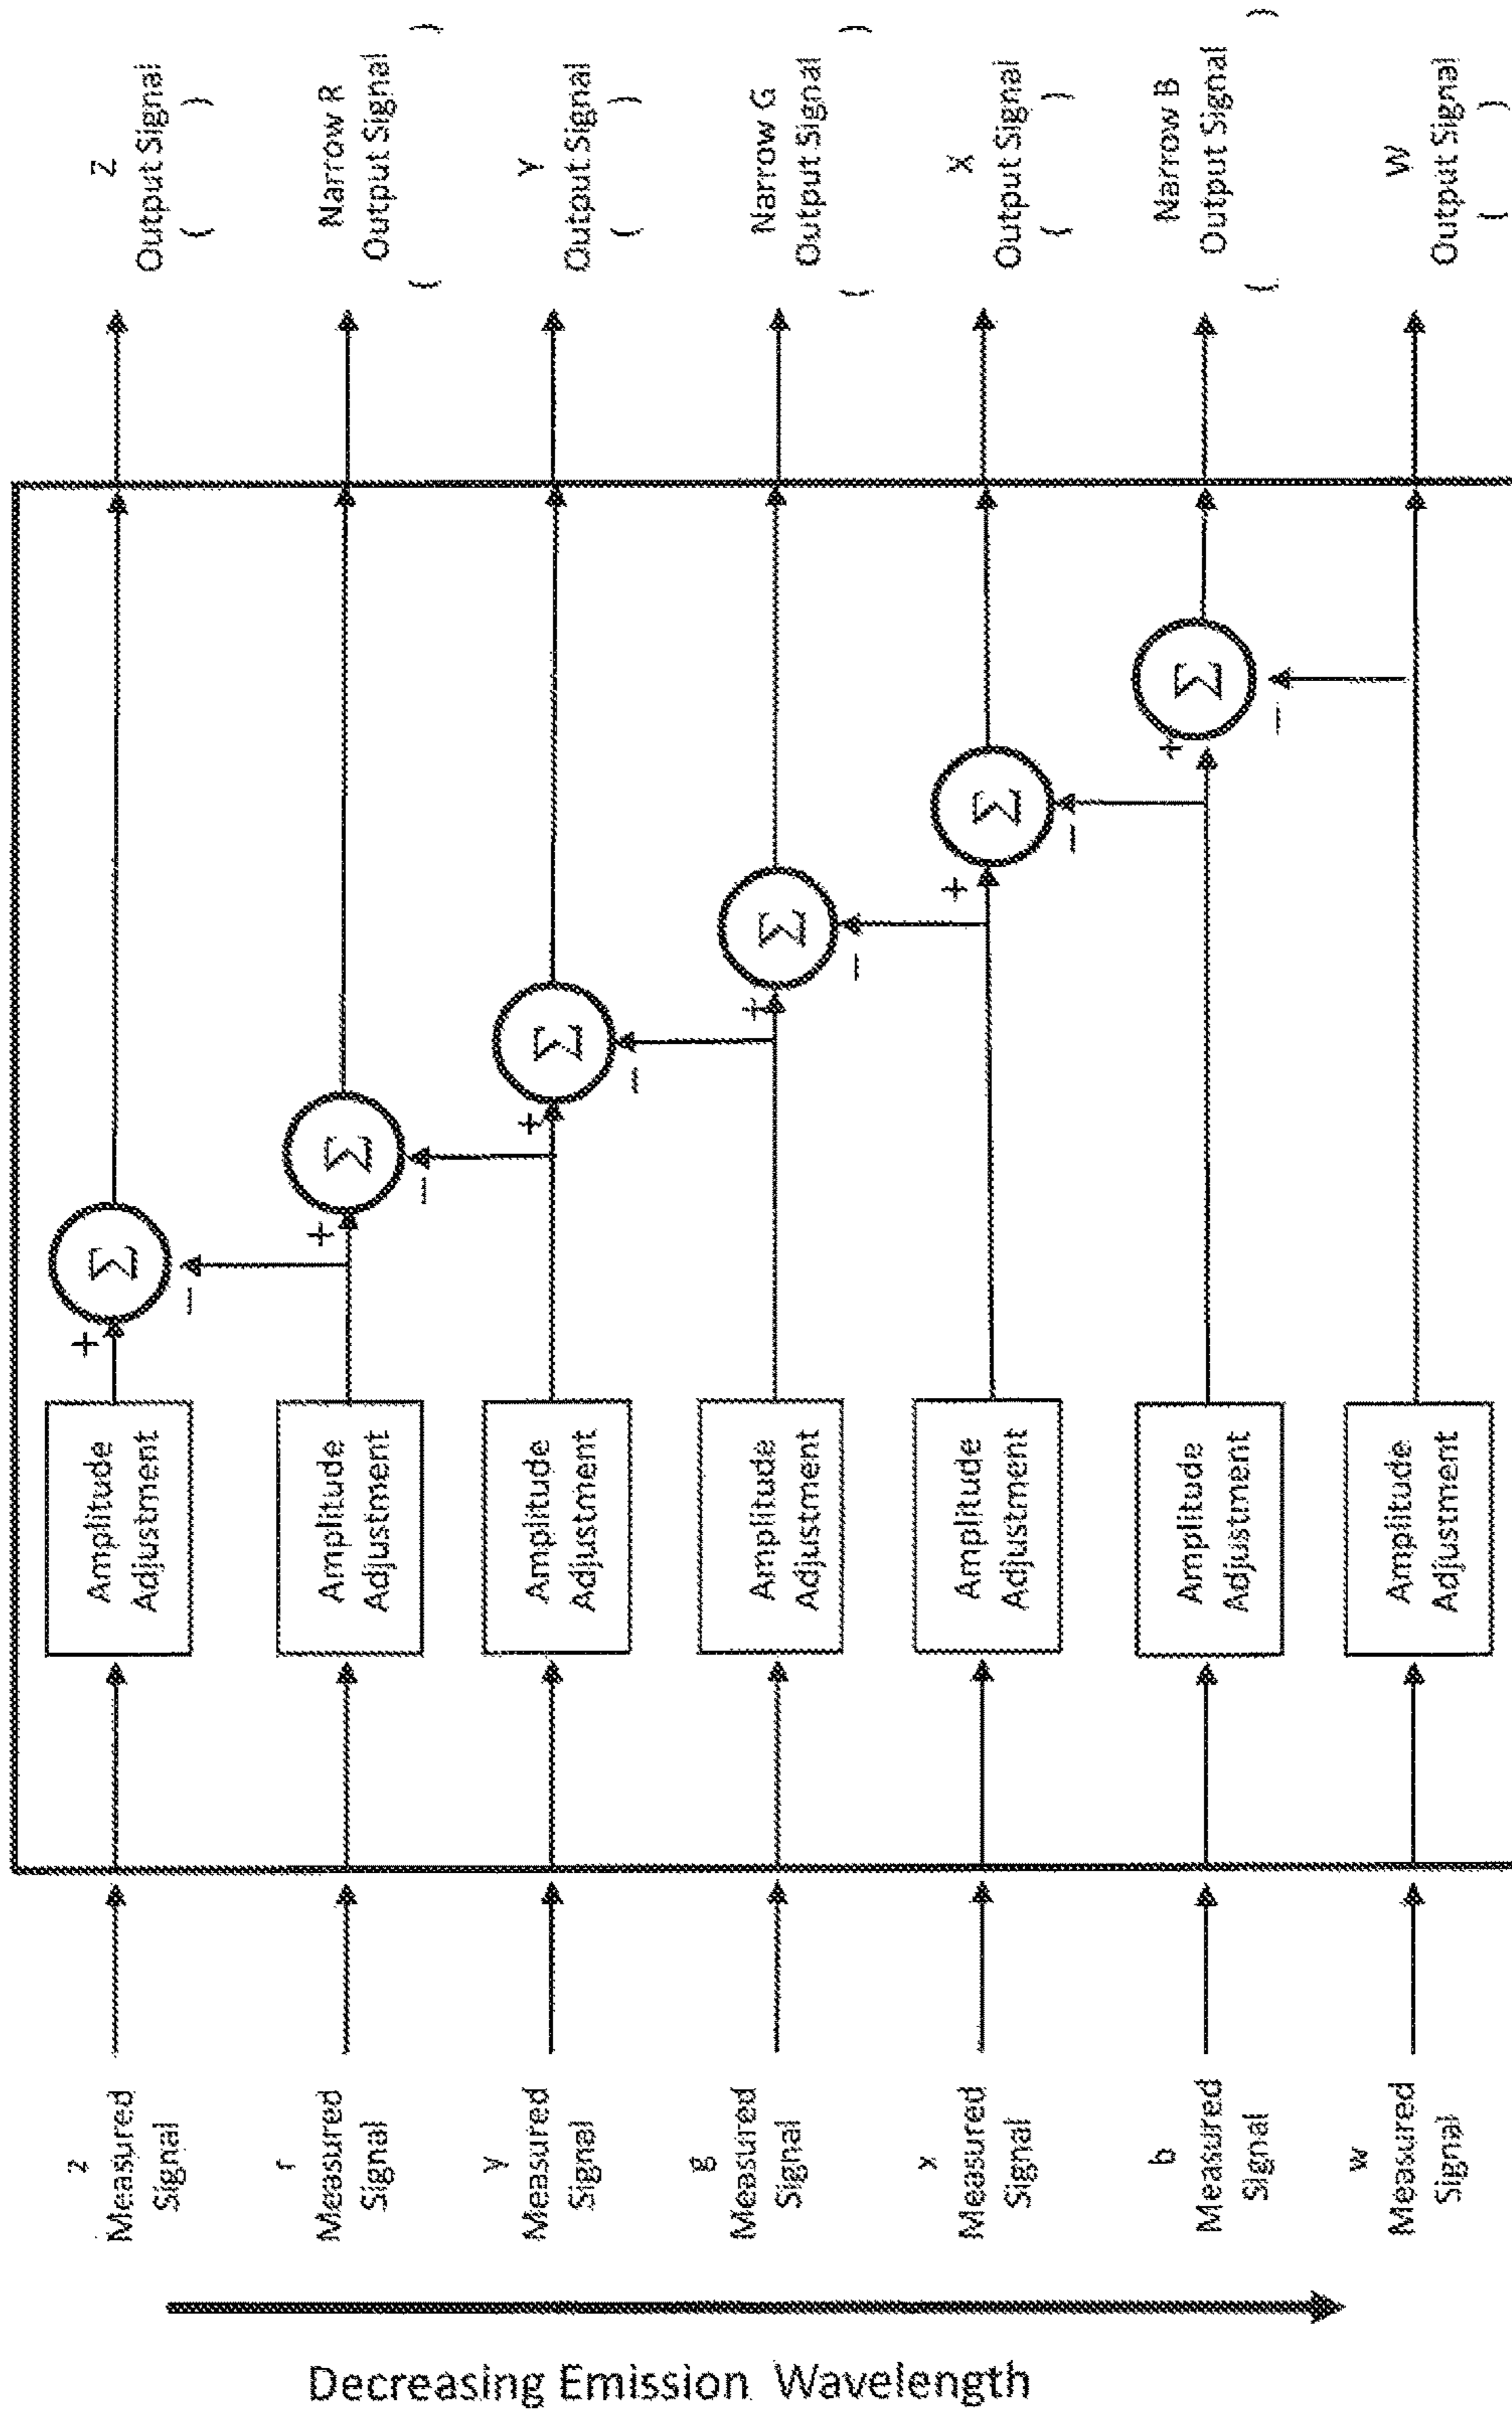 z
Measured
Signal
r
Measured
Signal
y
Measured
Signal
g
Measured
Signal
x
Measured
Signal
b
Measured
Signal
w
Measured
Signal
Amplitude
Adjustment
Amplitude
Adjustment
Amplitude
Adjustment
Amplitude
Adjustment
Amplitude
Adjustment
Amplitude
Adjustment
Amplitude
Adjustment
+
Σ
−
+
Σ
−
+
Σ
−
+
Σ
−
+
Σ
−
+
Σ
−
Z
Output Signal
( )
Narrow R
Output Signal
( )
Y
Output Signal
( )
Narrow G
Output Signal
( )
X
Output Signal
( )
Narrow B
Output Signal
( )
W
Output Signal
( )
Decreasing Emission Wavelength